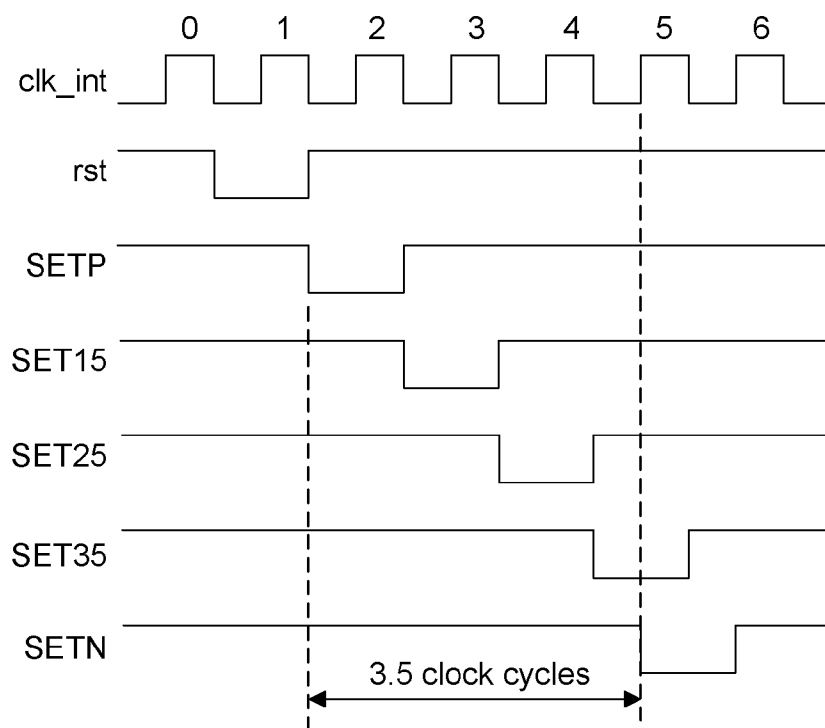 0 1 2 3 4 5 6
clk_int
rst
SETP
SET15
SET25
SET35
SETN
3.5 clock cycles